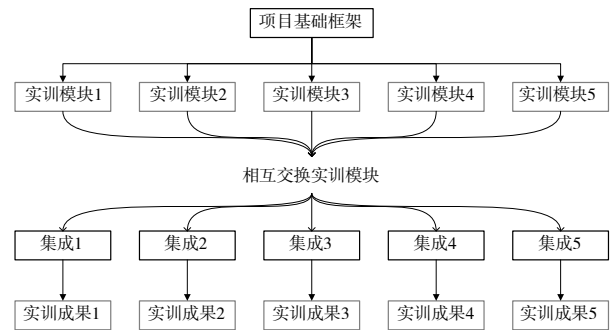 项目基础框架
实训模块1 实训模块2 实训模块3 实训模块4 实训模块5
相互交换实训模块
集成1 集成2 集成3 集成4 集成5
实训成果1 实训成果2 实训成果3 实训成果4 实训成果5